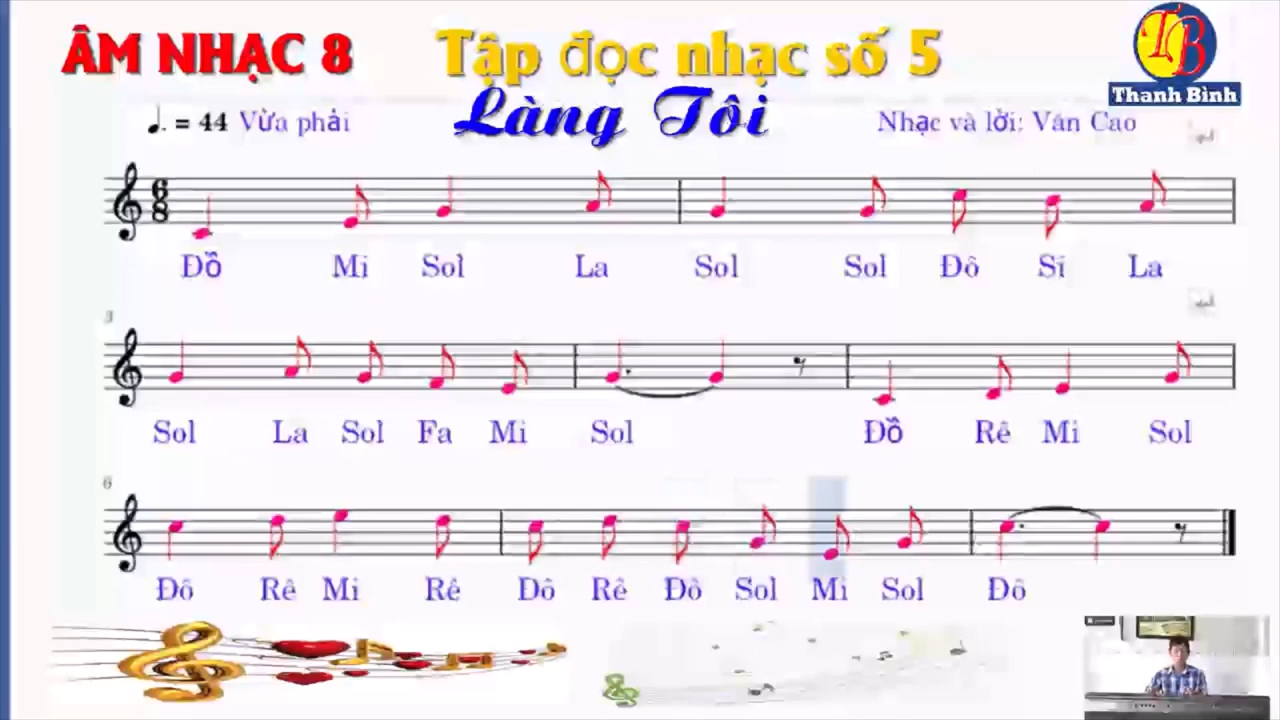 ÂM NHẠC 8
Tập đọc nhạc số 5
TB
Thanh Bình
♩. = 44 Vừa phải
Làng Tôi
Nhạc và lời: Văn Cao
6
8
Đồ Mi Sol La Sol Sol Đô Si La
3
Sol La Sol Fa Mi Sol Đồ Rê Mi Sol
6
Đô Rê Mi Rê Đô Rê Đô Sol Mi Sol Đô